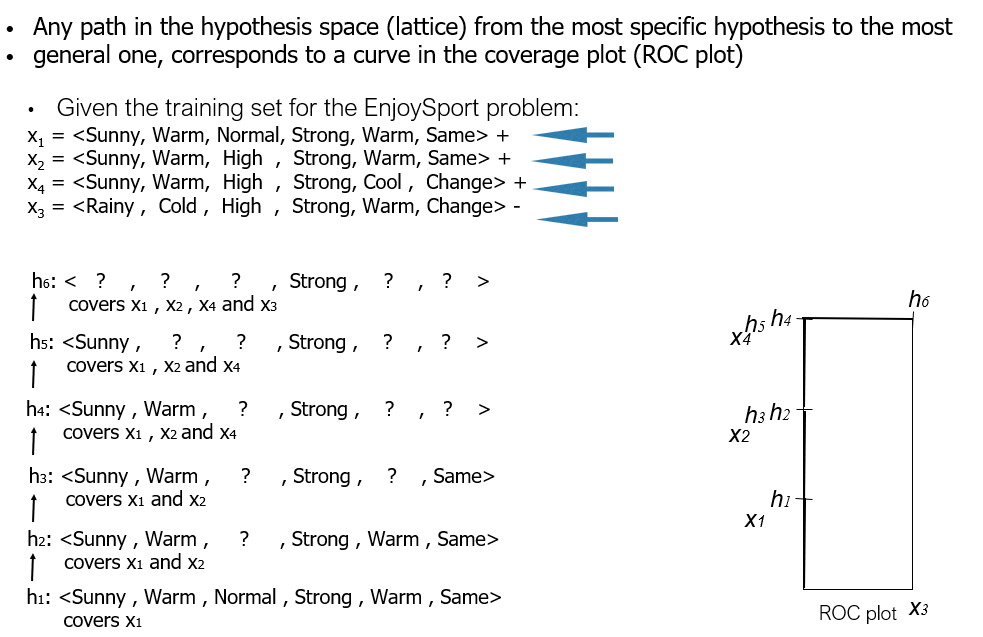 • Any path in the hypothesis space (lattice) from the most specific hypothesis to the most
• general one, corresponds to a curve in the coverage plot (ROC plot)
• Given the training set for the EnjoySport problem:
x₁ = <Sunny, Warm, Normal, Strong, Warm, Same> +
x₂ = <Sunny, Warm, High , Strong, Warm, Same> +
x₄ = <Sunny, Warm, High , Strong, Cool , Change> +
x₃ = <Rainy , Cold , High , Strong, Warm, Change> -
h6: < ? , ? , ? , Strong , ? , ? >
covers x1 , x2 , x4 and x3
h5: <Sunny , ? , ? , Strong , ? , ? >
covers x1 , x2 and x4
h4: <Sunny , Warm , ? , Strong , ? , ? >
covers x1 , x2 and x4
h3: <Sunny , Warm , ? , Strong , ? , Same>
covers x1 and x2
h2: <Sunny , Warm , ? , Strong , Warm , Same>
covers x1 and x2
h1: <Sunny , Warm , Normal , Strong , Warm , Same>
covers x1
h6
h5 h4
x4
h3 h2
x2
h1
x1
ROC plot x3